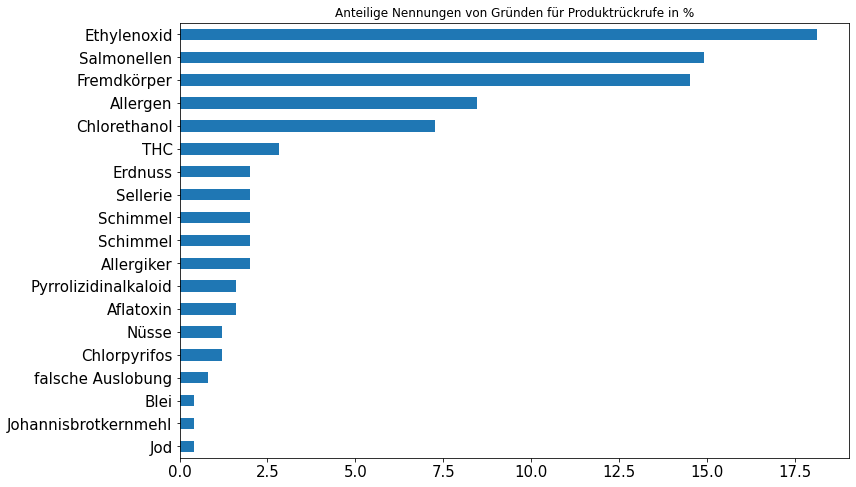 Anteilige Nennungen von Gründen für Produktrückrufe in %
Ethylenoxid
Salmonellen
Fremdkörper
Allergen
Chlorethanol
THC
Erdnuss
Sellerie
Schimmel
Schimmel
Allergiker
Pyrrolizidinalkaloid
Aflatoxin
Nüsse
Chlorpyrifos
falsche Auslobung
Blei
Johannisbrotkernmehl
Jod
0.0 2.5 5.0 7.5 10.0 12.5 15.0 17.5